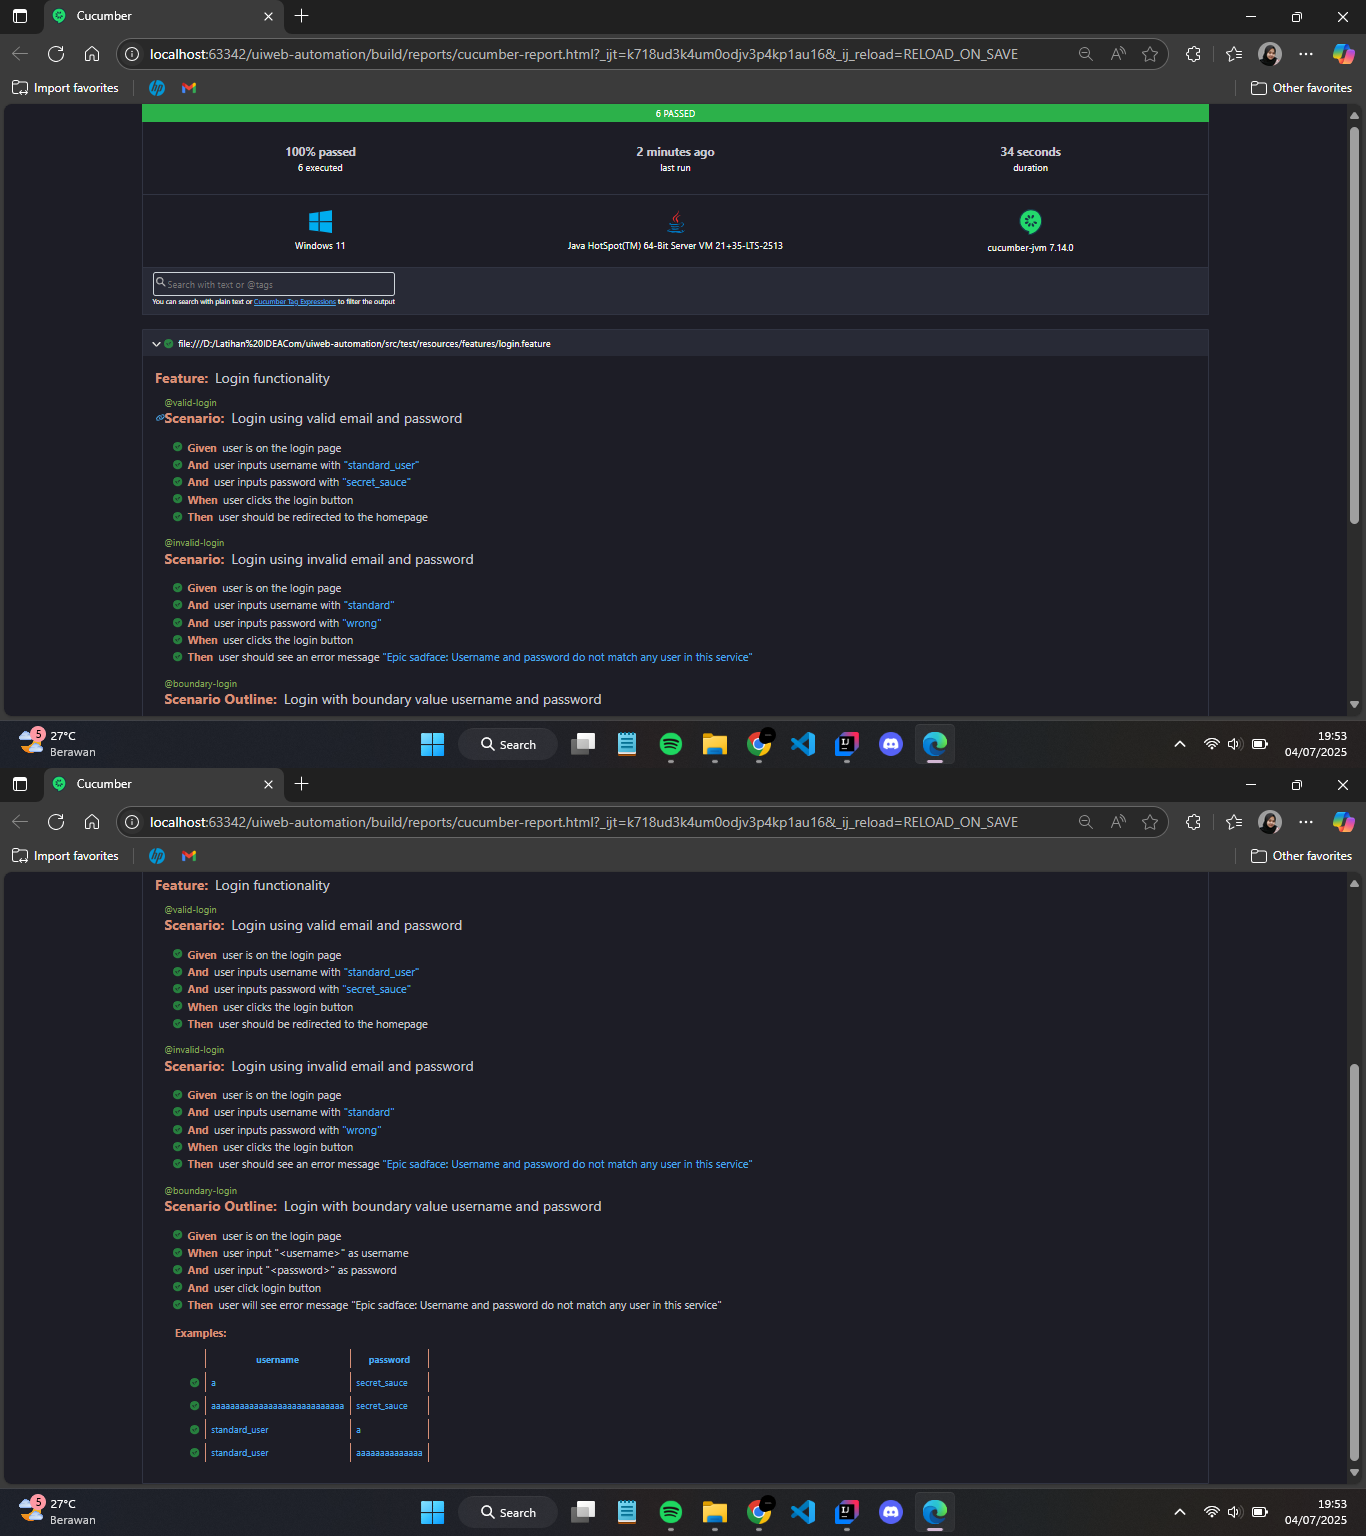 Cucumber
localhost:63342/uiweb-automation/build/reports/cucumber-report.html?_ijt=k718ud3k4um0odjv3p4kp1au16&_ij_reload=RELOAD_ON_SAVE
Import favorites
Other favorites
6 PASSED
100% passed
6 executed
2 minutes ago
last run
34 seconds
duration
Windows 11
Java HotSpot(TM) 64-Bit Server VM 21+35-LTS-2513
cucumber-jvm 7.14.0
Search with text or @tags
You can search with plain text or Cucumber Tag Expressions to filter the output
file:///D:/Latihan%20IDEACom/uiweb-automation/src/test/resources/features/login.feature
Feature: Login functionality
@valid-login
Scenario: Login using valid email and password
Given user is on the login page
And user inputs username with "standard_user"
And user inputs password with "secret_sauce"
When user clicks the login button
Then user should be redirected to the homepage
@invalid-login
Scenario: Login using invalid email and password
Given user is on the login page
And user inputs username with "standard"
And user inputs password with "wrong"
When user clicks the login button
Then user should see an error message "Epic sadface: Username and password do not match any user in this service"
@boundary-login
Scenario Outline: Login with boundary value username and password
5
27°C
Berawan
Search
19:53
04/07/2025
Cucumber
localhost:63342/uiweb-automation/build/reports/cucumber-report.html?_ijt=k718ud3k4um0odjv3p4kp1au16&_ij_reload=RELOAD_ON_SAVE
Import favorites
Other favorites
Feature: Login functionality
@valid-login
Scenario: Login using valid email and password
Given user is on the login page
And user inputs username with "standard_user"
And user inputs password with "secret_sauce"
When user clicks the login button
Then user should be redirected to the homepage
@invalid-login
Scenario: Login using invalid email and password
Given user is on the login page
And user inputs username with "standard"
And user inputs password with "wrong"
When user clicks the login button
Then user should see an error message "Epic sadface: Username and password do not match any user in this service"
@boundary-login
Scenario Outline: Login with boundary value username and password
Given user is on the login page
When user input "<username>" as username
And user input "<password>" as password
And user click login button
Then user will see error message "Epic sadface: Username and password do not match any user in this service"
Examples:
username password
a secret_sauce
aaaaaaaaaaaaaaaaaaaaaaaaaaaa secret_sauce
standard_user a
standard_user aaaaaaaaaaaaaa
5
27°C
Berawan
Search
19:53
04/07/2025